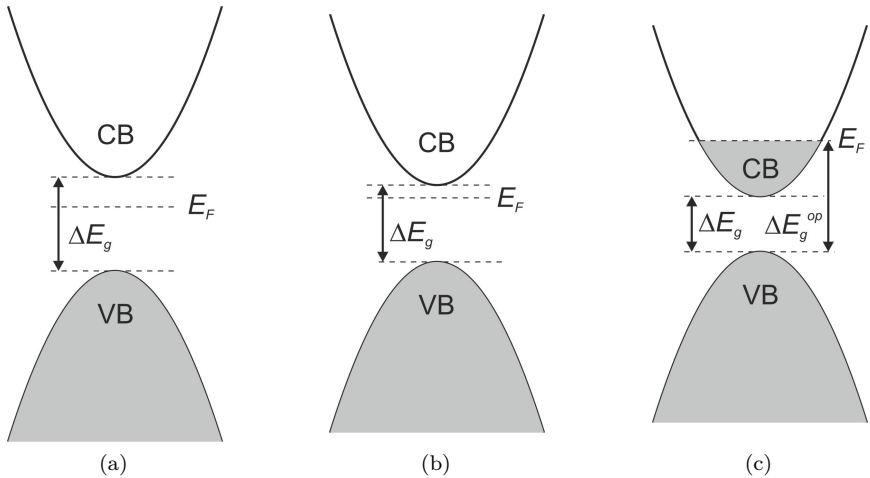 CB
E_F
ΔE_g
VB
(a)
CB
E_F
ΔE_g
VB
(b)
E_F
CB
ΔE_g
ΔE_g^op
VB
(c)